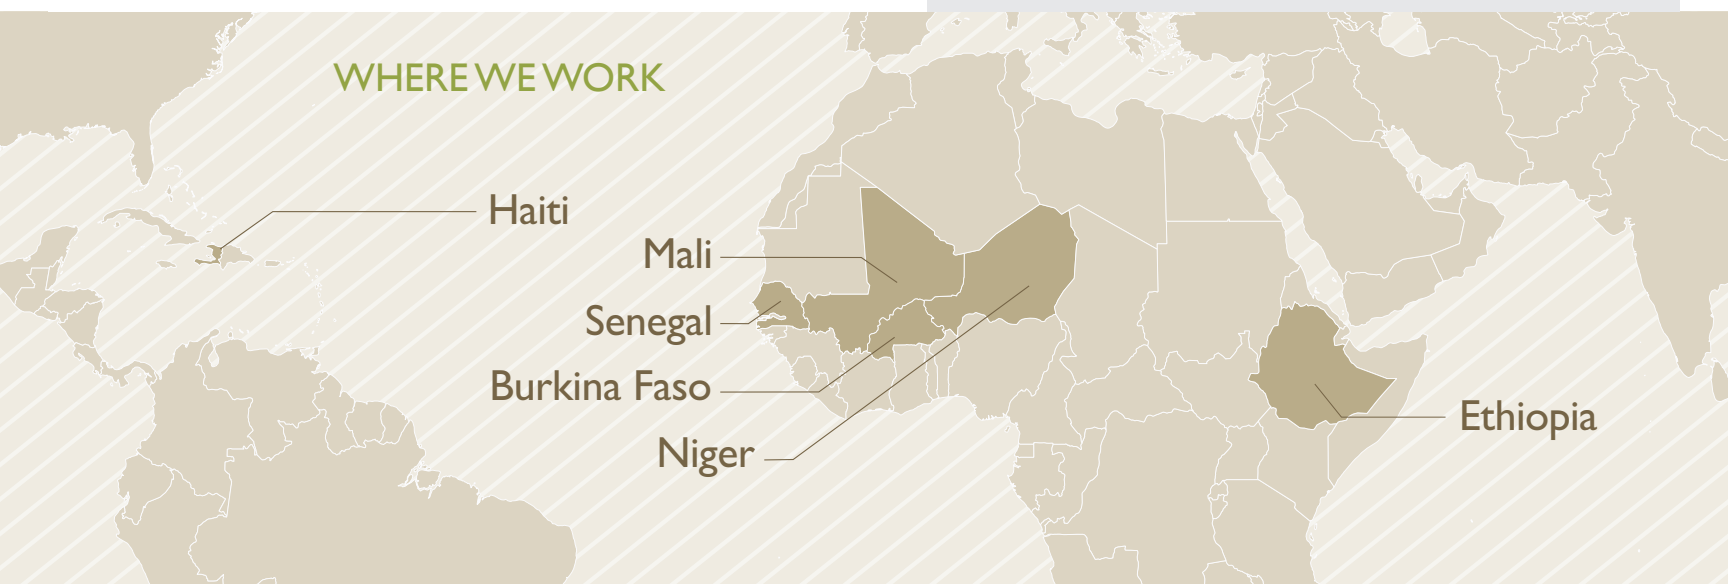 WHERE WE WORK
Haiti
Mali
Senegal
Burkina Faso
Niger
Ethiopia